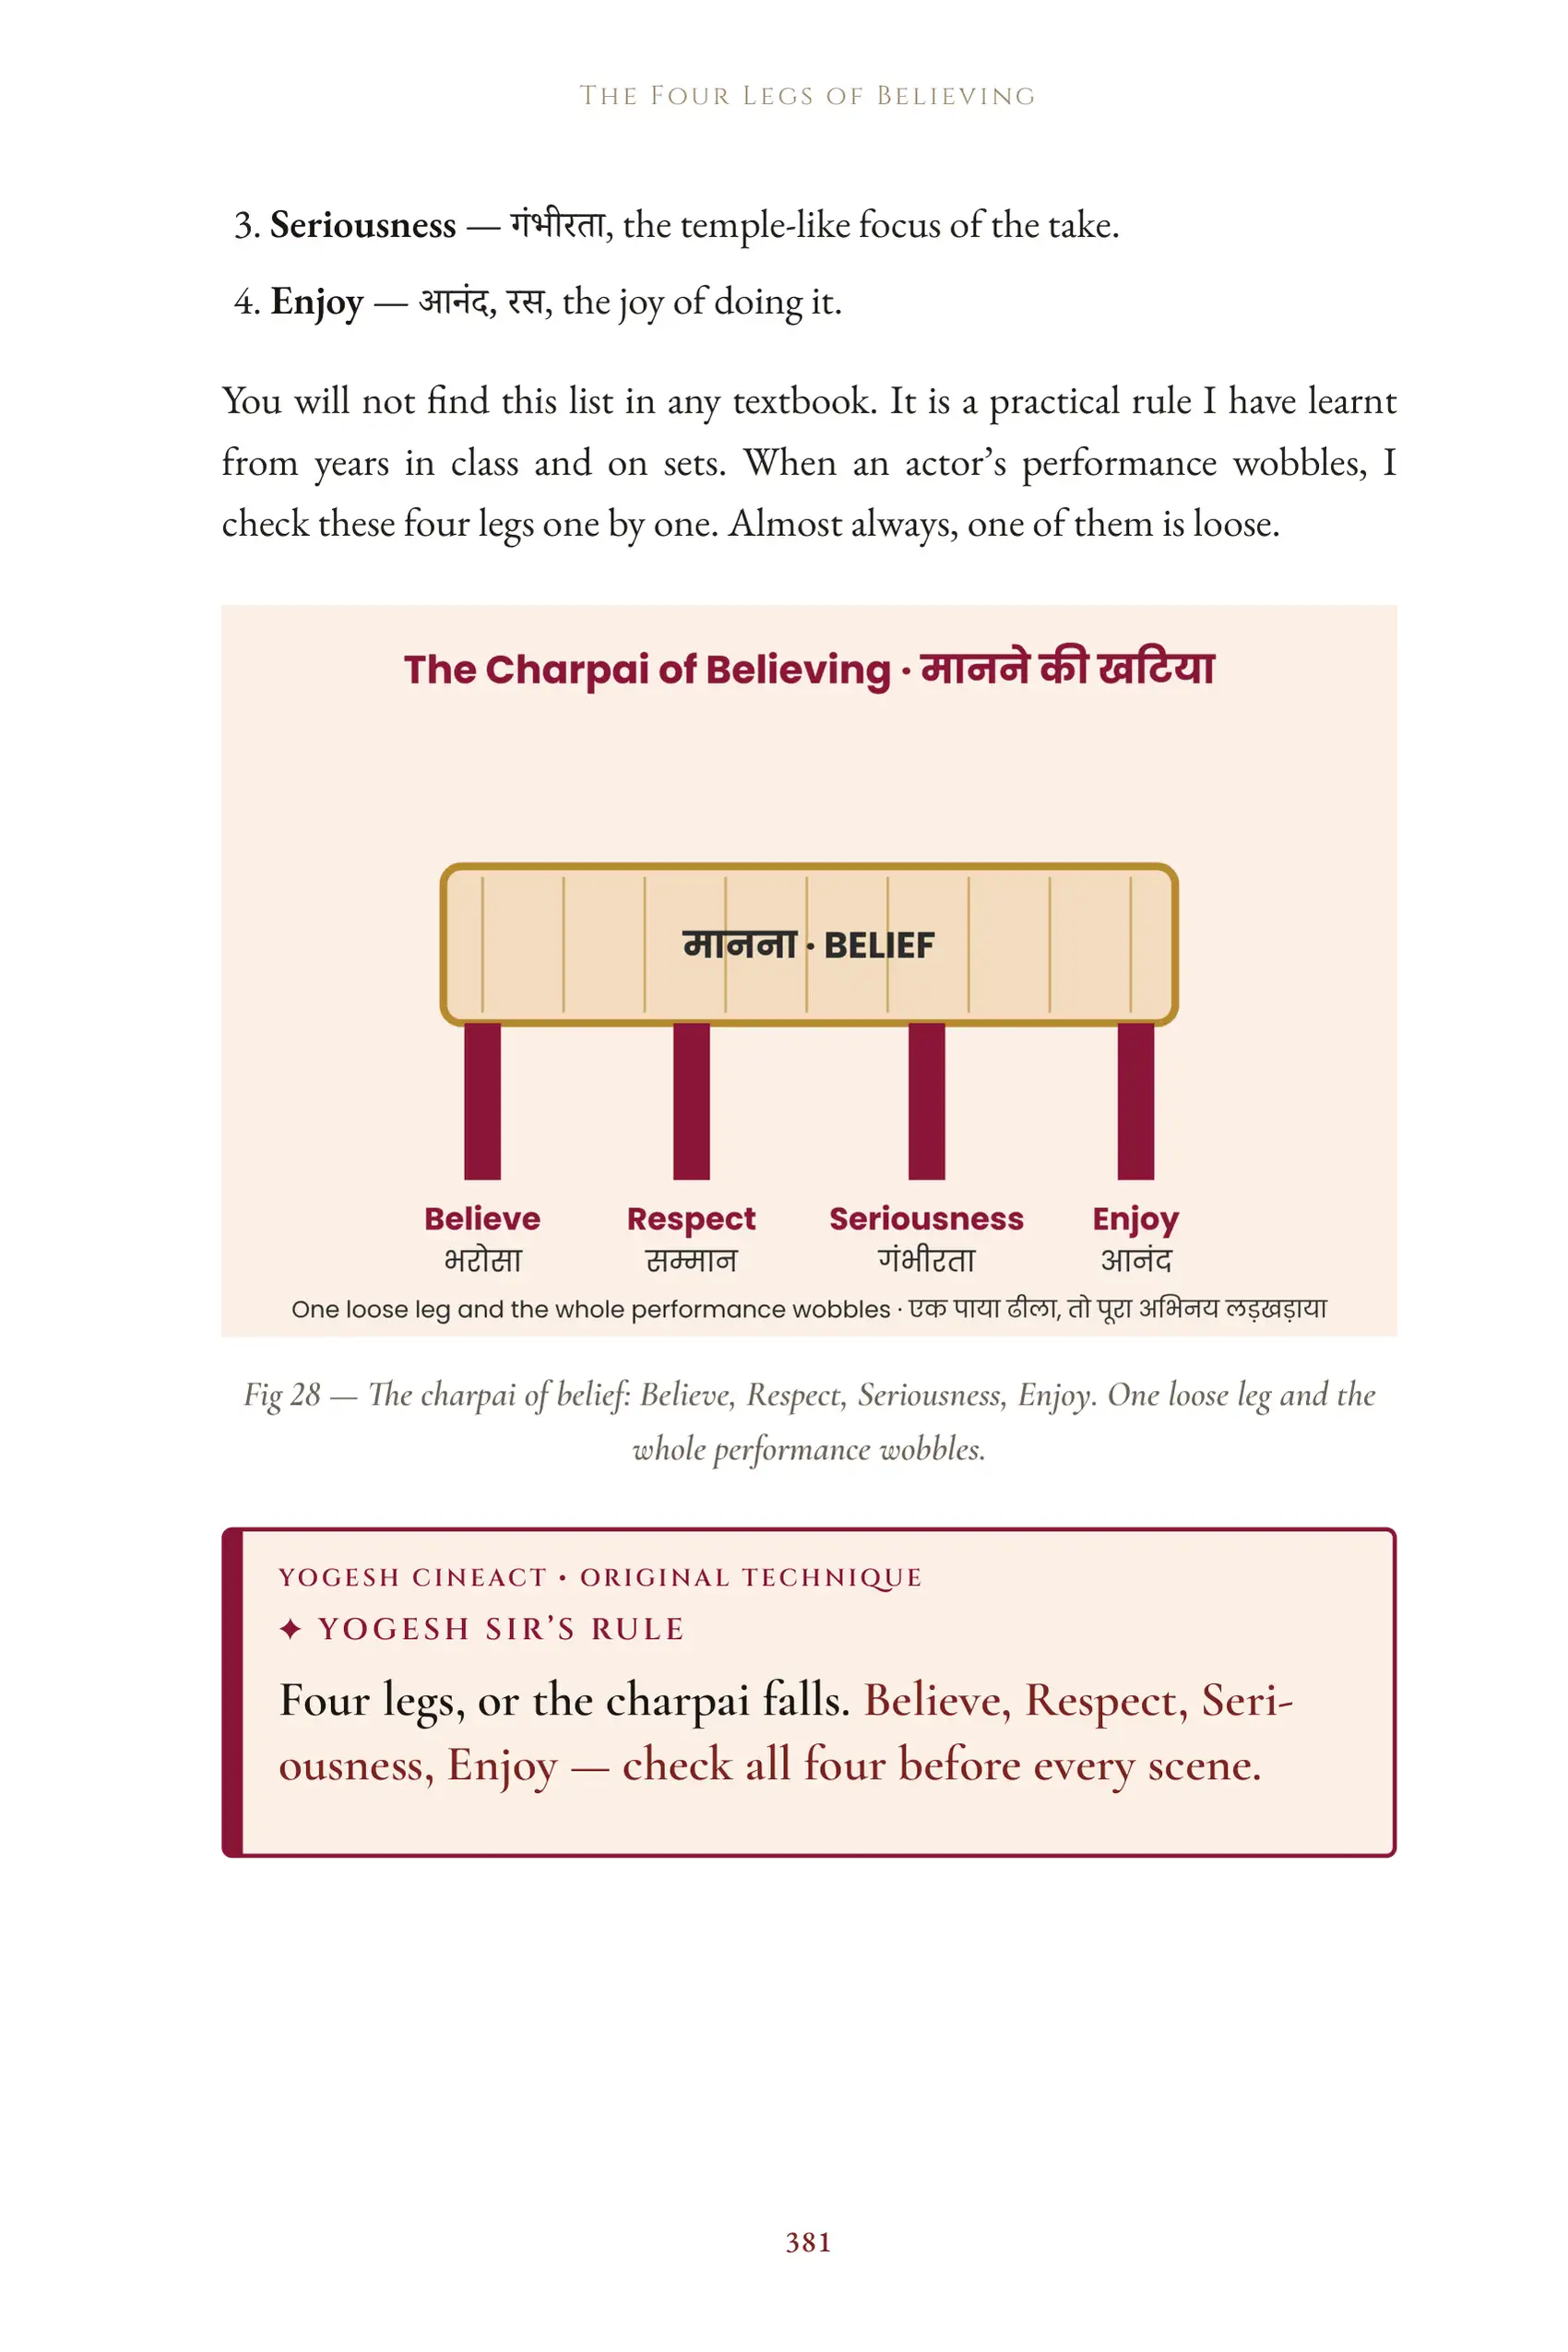 The Four Legs of Believing
3. Seriousness — गंभीरता, the temple-like focus of the take.
4. Enjoy — आनंद, रस, the joy of doing it.
You will not find this list in any textbook. It is a practical rule I have learnt
from years in class and on sets. When an actor’s performance wobbles, I
check these four legs one by one. Almost always, one of them is loose.
The Charpai of Believing · मानने की खटिया
मानना · BELIEF
Believe Respect Seriousness Enjoy
भरोसा सम्मान गंभीरता आनंद
One loose leg and the whole performance wobbles · एक पाया ढीला, तो पूरा अभिनय लड़खड़ाया
Fig 28 — The charpai of belief: Believe, Respect, Seriousness, Enjoy. One loose leg and the
whole performance wobbles.
YOGESH CINEACT • ORIGINAL TECHNIQUE
✦ YOGESH SIR’S RULE
Four legs, or the charpai falls. Believe, Respect, Seri-
ousness, Enjoy — check all four before every scene.
381